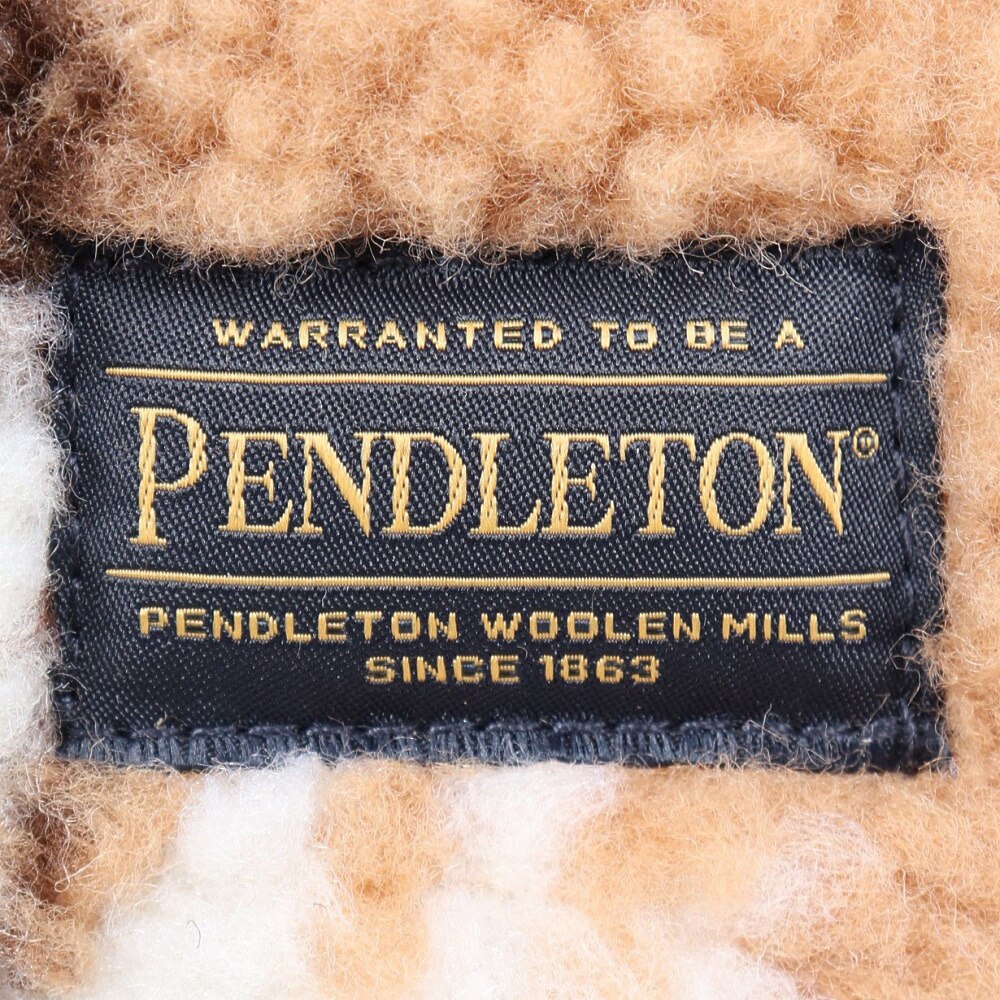 WARRANTED TO BE A
PENDLETON®
PENDLETON WOOLEN MILLS
SINCE 1863